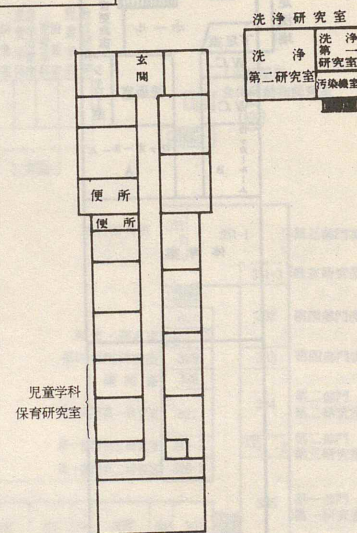 洗浄研究室
洗浄
第二研究室
洗浄
第一
研究室
汚染機室
玄関
便所
便所
児童学科
保育研究室